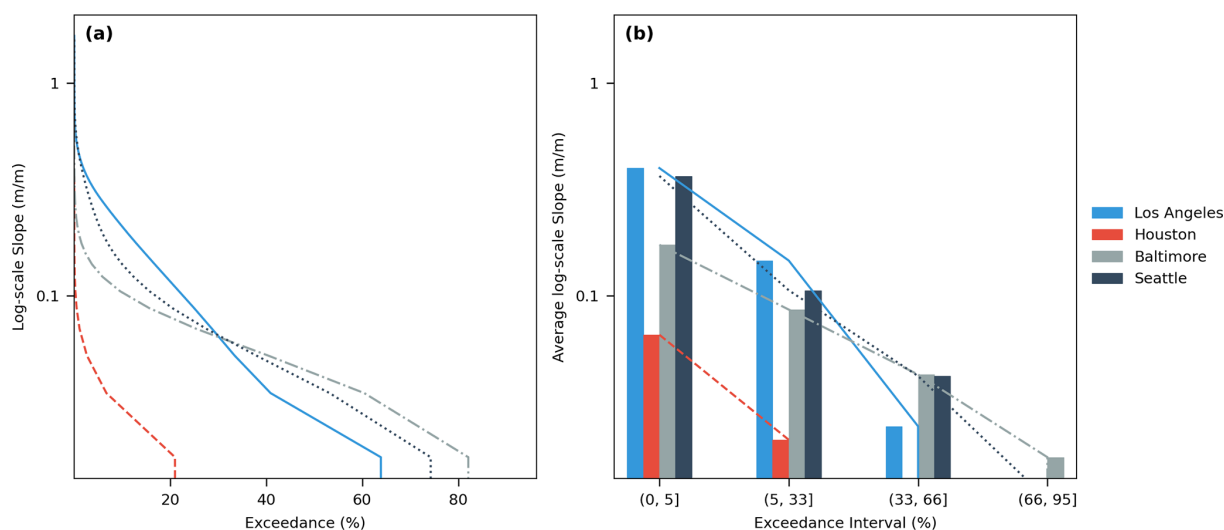 (a)
1
0.1
Log-scale Slope (m/m)
20
40
60
80
Exceedance (%)
(b)
1
0.1
Average log-scale Slope (m/m)
(0, 5]
(5, 33]
(33, 66]
(66, 95]
Exceedance Interval (%)
Los Angeles
Houston
Baltimore
Seattle